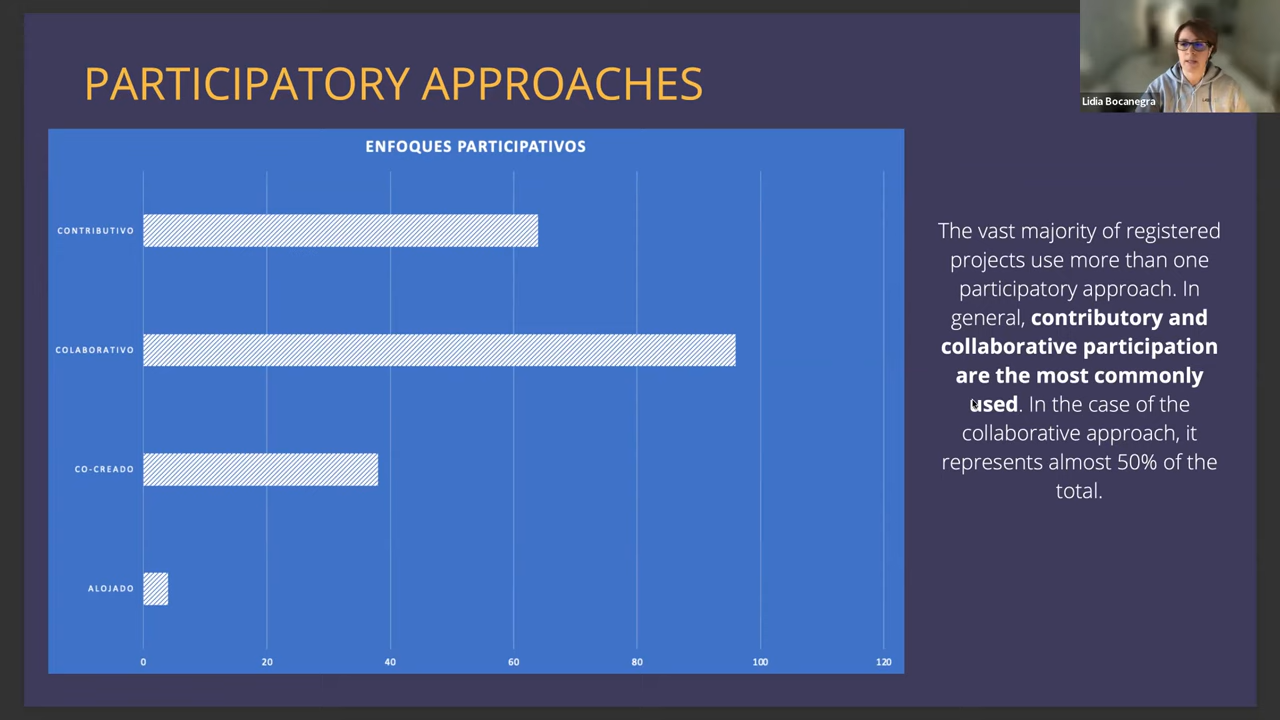 PARTICIPATORY APPROACHES
Lidia Bocanegra
ENFOQUES PARTICIPATIVOS
CONTRIBUTIVO
COLABORATIVO
CO-CREADO
ALOJADO
0 20 40 60 80 100 120
The vast majority of registered
projects use more than one
participatory approach. In
general, contributory and
collaborative participation
are the most commonly
used. In the case of the
collaborative approach, it
represents almost 50% of the
total.